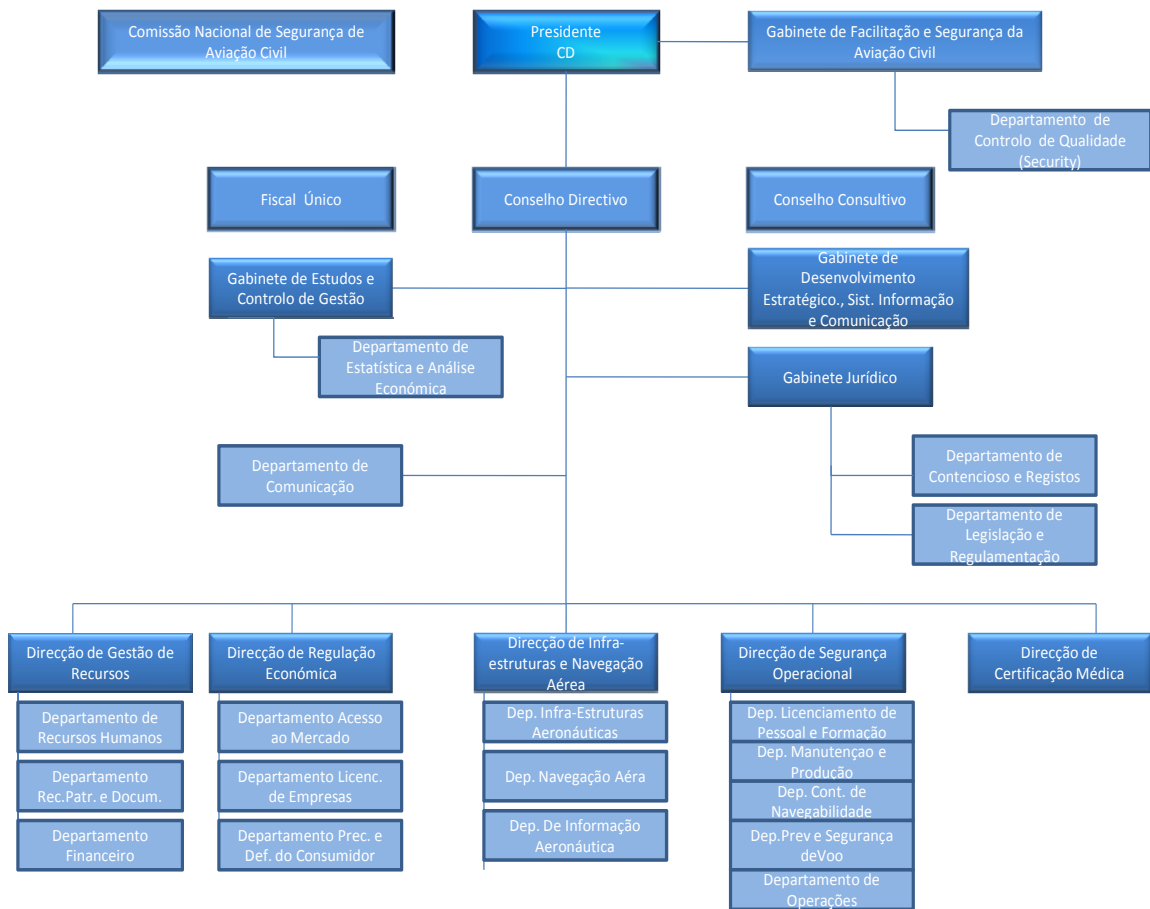 Comissão Nacional de Segurança de
Aviação Civil
Presidente
CD
Gabinete de Facilitação e Segurança da
Aviação Civil
Departamento de
Controlo de Qualidade
(Security)
Fiscal Único
Conselho Directivo
Conselho Consultivo
Gabinete de Estudos e
Controlo de Gestão
Gabinete de
Desenvolvimento
Estratégico., Sist. Informação
e Comunicação
Departamento de
Estatística e Análise
Económica
Gabinete Jurídico
Departamento de
Comunicação
Departamento de
Contencioso e Registos
Departamento de
Legislação e
Regulamentação
Direcção de Gestão de
Recursos
Direcção de Regulação
Económica
Direcção de Infra-
estruturas e Navegação
Aérea
Direcção de Segurança
Operacional
Direcção de
Certificação Médica
Departamento de
Recursos Humanos
Departamento
Rec.Patr. e Docum.
Departamento
Financeiro
Departamento Acesso
ao Mercado
Departamento Licenc.
de Empresas
Departamento Prec. e
Def. do Consumidor
Dep. Infra-Estruturas
Aeronáuticas
Dep. Navegação Aéra
Dep. De Informação
Aeronáutica
Dep. Licenciamento de
Pessoal e Formação
Dep. Manutençao e
Produção
Dep. Cont. de
Navegabilidade
Dep.Prev e Segurança
deVoo
Departamento de
Operações